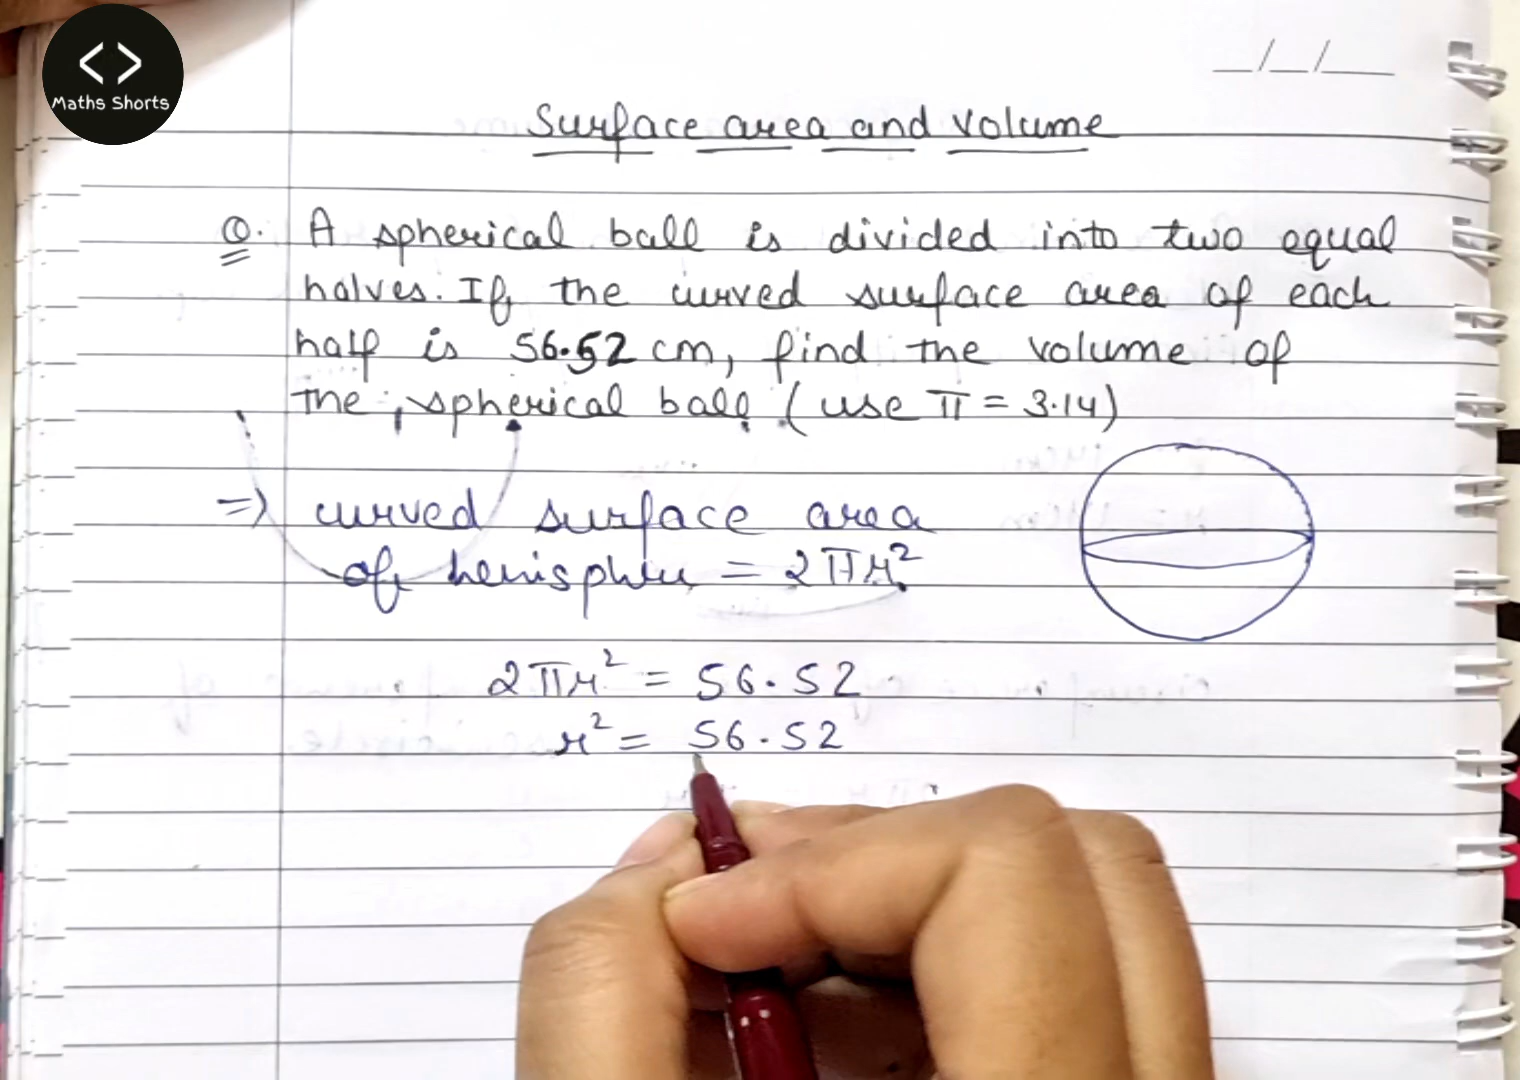 <>
Maths Shorts
_/_/_
Surface area and volume
Q. A spherical ball is divided into two equal
halves. If the curved surface area of each
half is 56.52 cm, find the volume of
the spherical ball (use π = 3.14)
=> curved surface area
of hemisphere = 2πr²
2πr² = 56.52
r² = 56.52